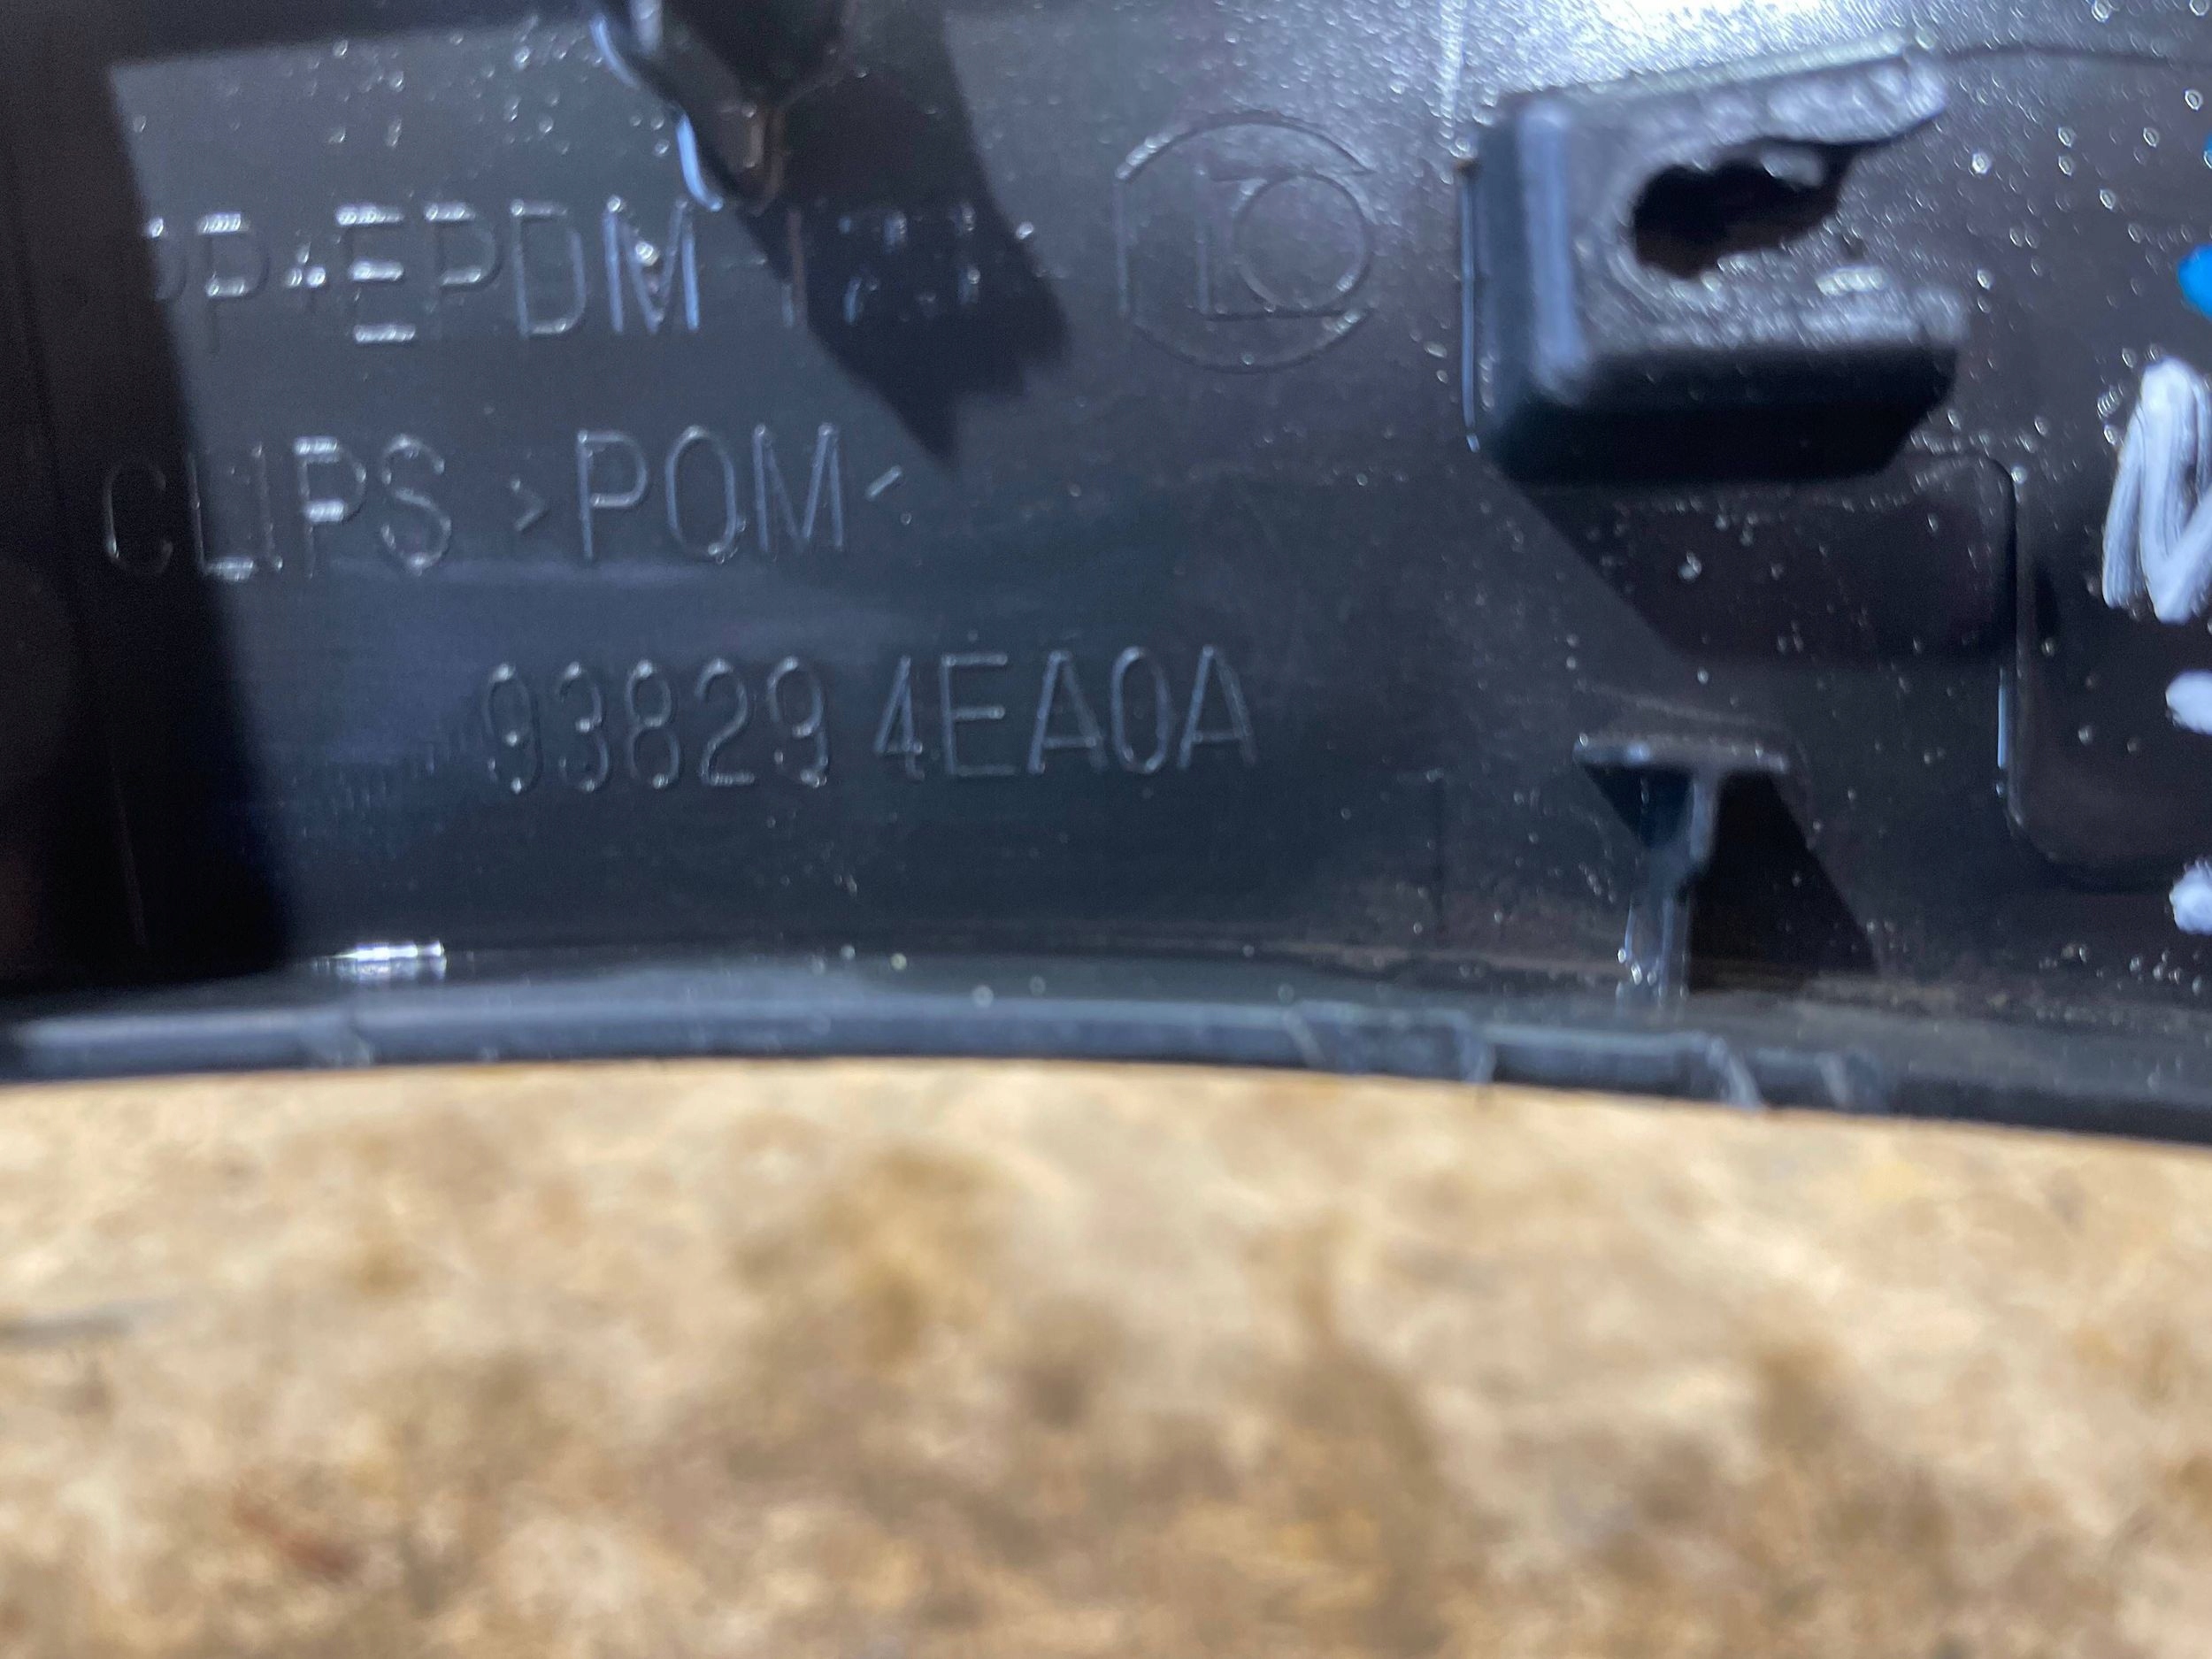 PP+EPDM
CLIPS >POM<
93829 4EA0A